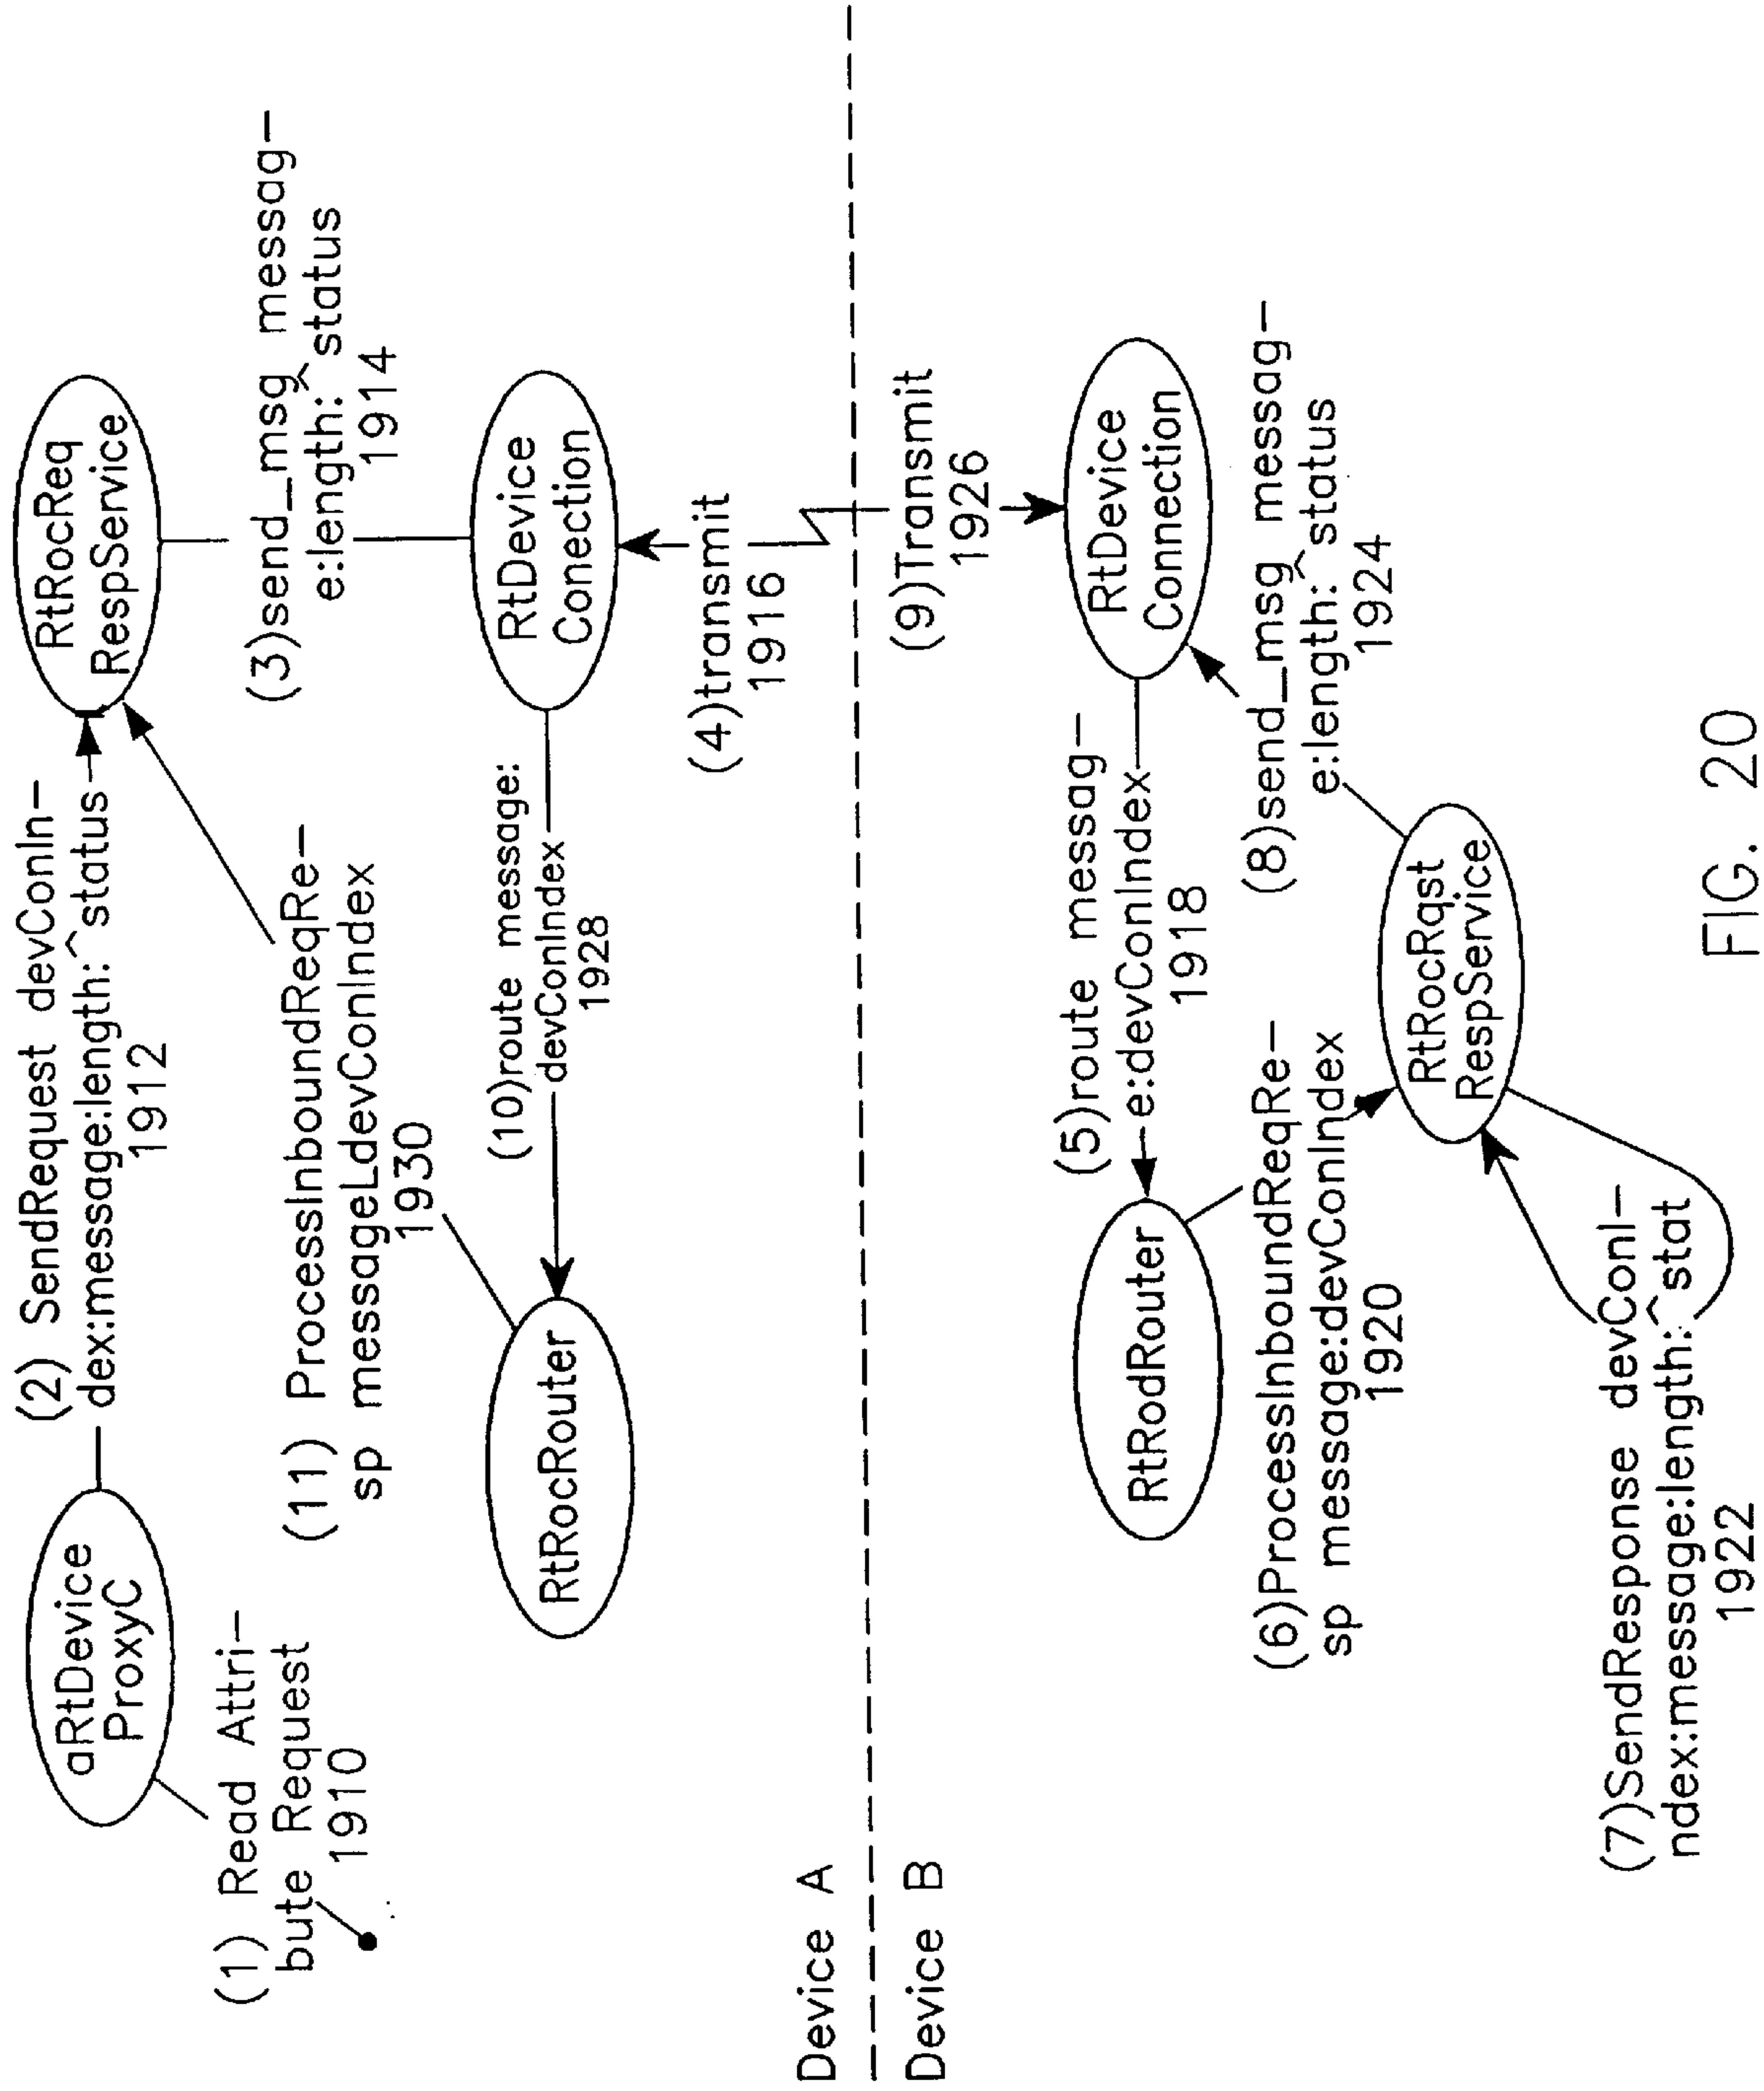 aRtDevice
ProxyC
(1) Read Attri-
bute Request
1910
(2) SendRequest devConIn-
dex:message:length:^status
1912
RtRocReq
RespService
(3)send_msg messag-
e:length:^status
1914
(11) ProcessInboundReqRe-
sp messageLdevConIndex
1930
RtRocRouter
(10)route message:
devConIndex
1928
RtDevice
Conection
(4)transmit
1916
Device A
Device B
(9)Transmit
1926
RtDevice
Connection
(5)route messag-
e:devConIndex
1918
RtRodRouter
(6)ProcessInboundReqRe-
sp message:devConIndex
1920
RtRocRqst
RespService
(7)SendResponse devConI-
ndex:message:length:^stat
1922
(8)send_msg messag-
e:length:^status
1924
FIG. 20